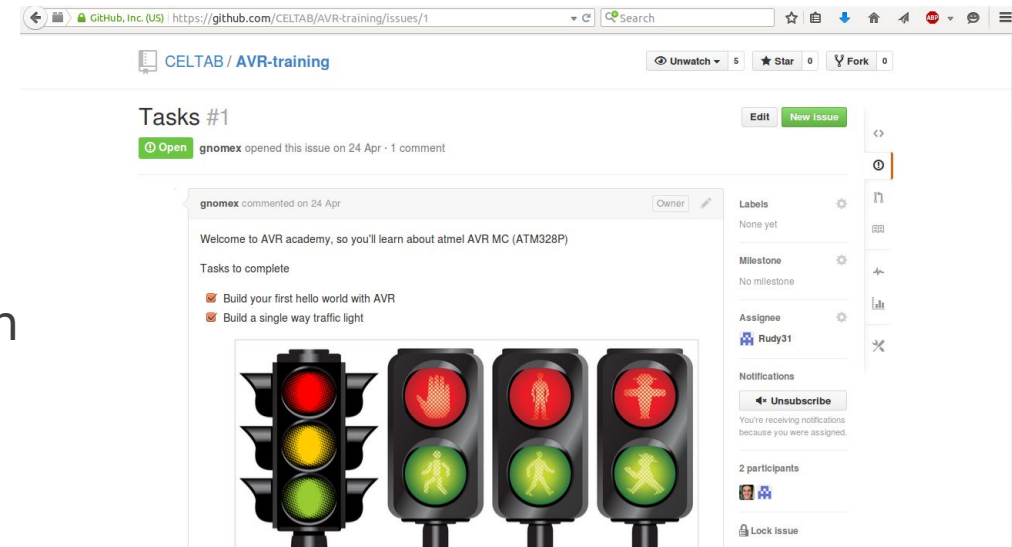 GitHub, Inc. (US) https://github.com/CELTAB/AVR-training/issues/1
Search
ABP
CELTAB / AVR-training
Unwatch 5 Star 0 Fork 0
Tasks #1
Edit New issue
Open gnomex opened this issue on 24 Apr · 1 comment
gnomex commented on 24 Apr
Owner
Welcome to AVR academy, so you'll learn about atmel AVR MC (ATM328P)
Tasks to complete
Build your first hello world with AVR
Build a single way traffic light
Labels
None yet
Milestone
No milestone
Assignee
Rudy31
Notifications
Unsubscribe
You're receiving notifications
because you were assigned.
2 participants
Lock issue